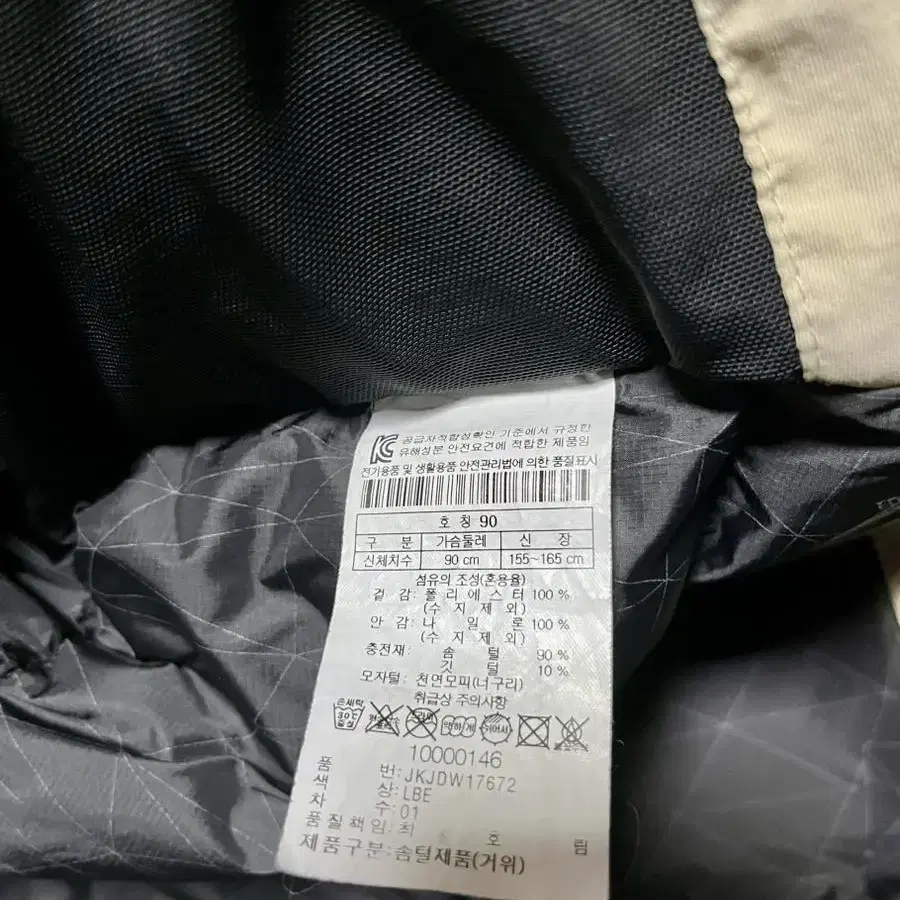 KC 공급자적합성확인 기준에서 규정한
유해성분 안전요건에 적합한 제품임
전기용품 및 생활용품 안전관리법에 의한 품질표시
호 칭 90
구 분 가슴둘레 신 장
신체치수 90 cm 155~165 cm
섬유의 조성(혼용율)
겉 감: 폴 리 에 스 터 100 %
(수 지 제 외)
안 감: 나 일 론 100 %
(수 지 제 외)
충전재: 솜 털 90 %
깃 털 10 %
모자털: 천연모피(너구리)
취급상 주의사항
손세탁 30℃ 약하게
10000146
품 번: JKJDW17672
색 상: LBE
차 수: 01
품질책임: 최 호 림
제품구분: 솜털제품(거위)